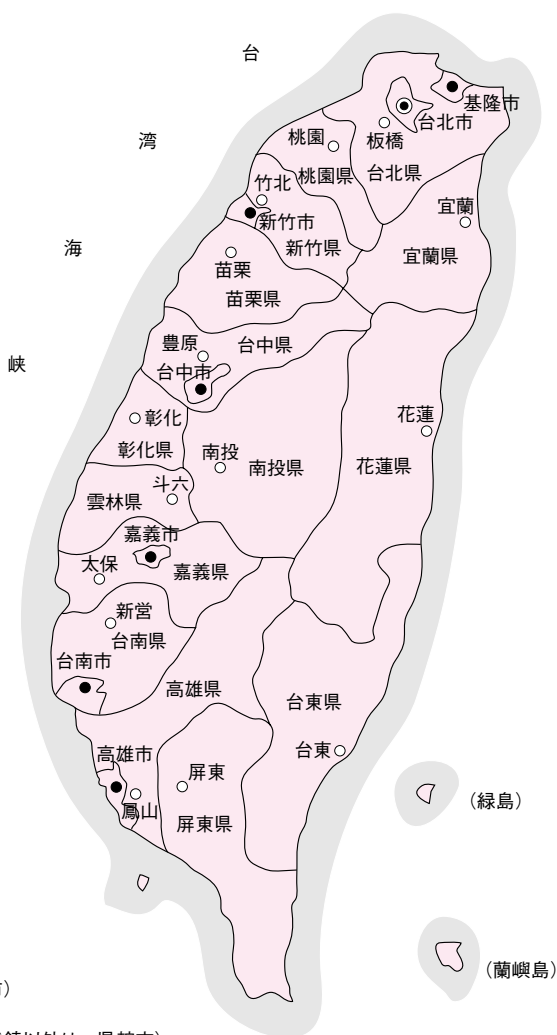 台
湾
海
峡
基隆市
台北市
板橋
台北県
桃園
桃園県
竹北
新竹市
新竹県
宜蘭
宜蘭県
苗栗
苗栗県
豊原
台中県
台中市
彰化
彰化県
南投
南投県
花蓮
花蓮県
斗六
雲林県
嘉義市
嘉義県
太保
新営
台南県
台南市
高雄県
台東県
台東
高雄市
鳳山
屏東
屏東県
（緑島）
（蘭嶼島）
）